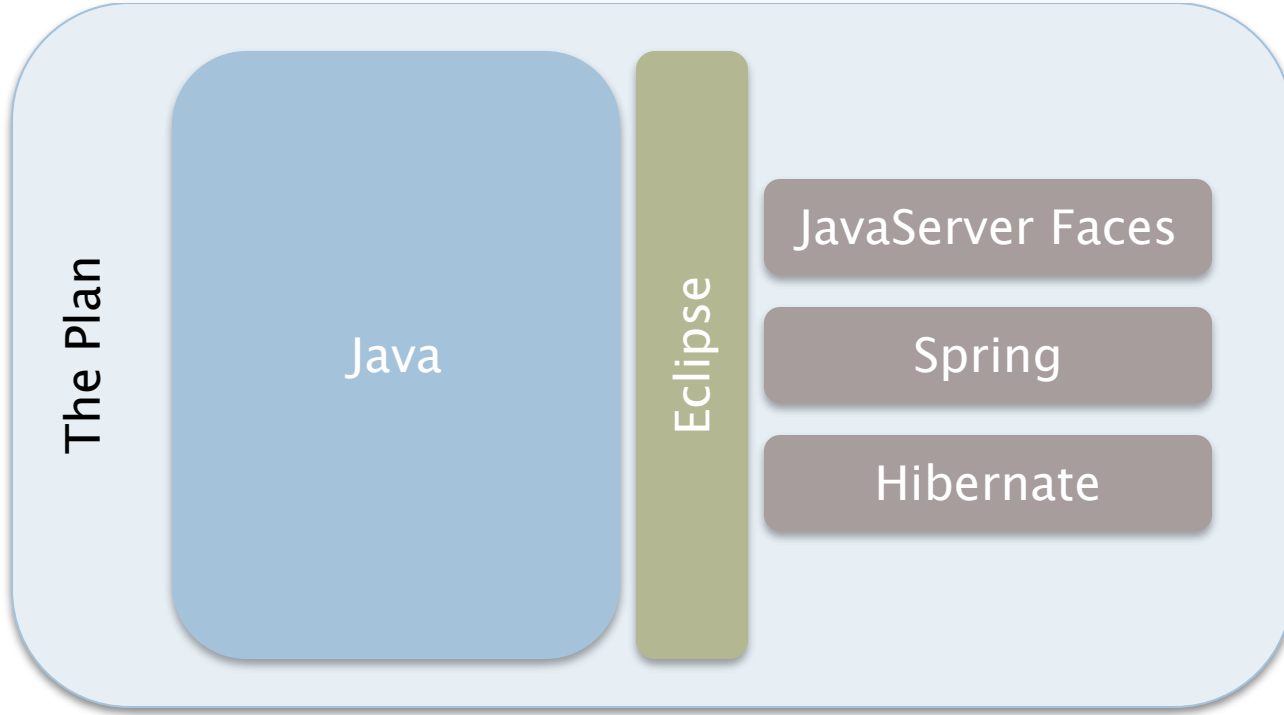 The Plan
Java
Eclipse
JavaServer Faces
Spring
Hibernate